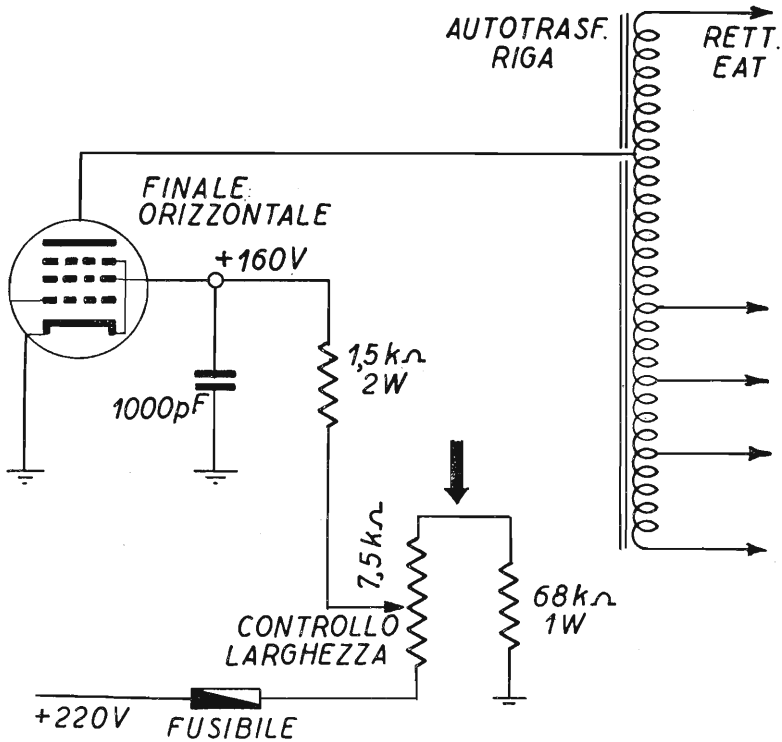 AUTOTRASF.
RIGA
RETT.
EAT
FINALE
ORIZZONTALE
+160V
1,5kΩ
2W
1000pF
7,5kΩ
68kΩ
1W
CONTROLLO
LARGHEZZA
+220V
FUSIBILE